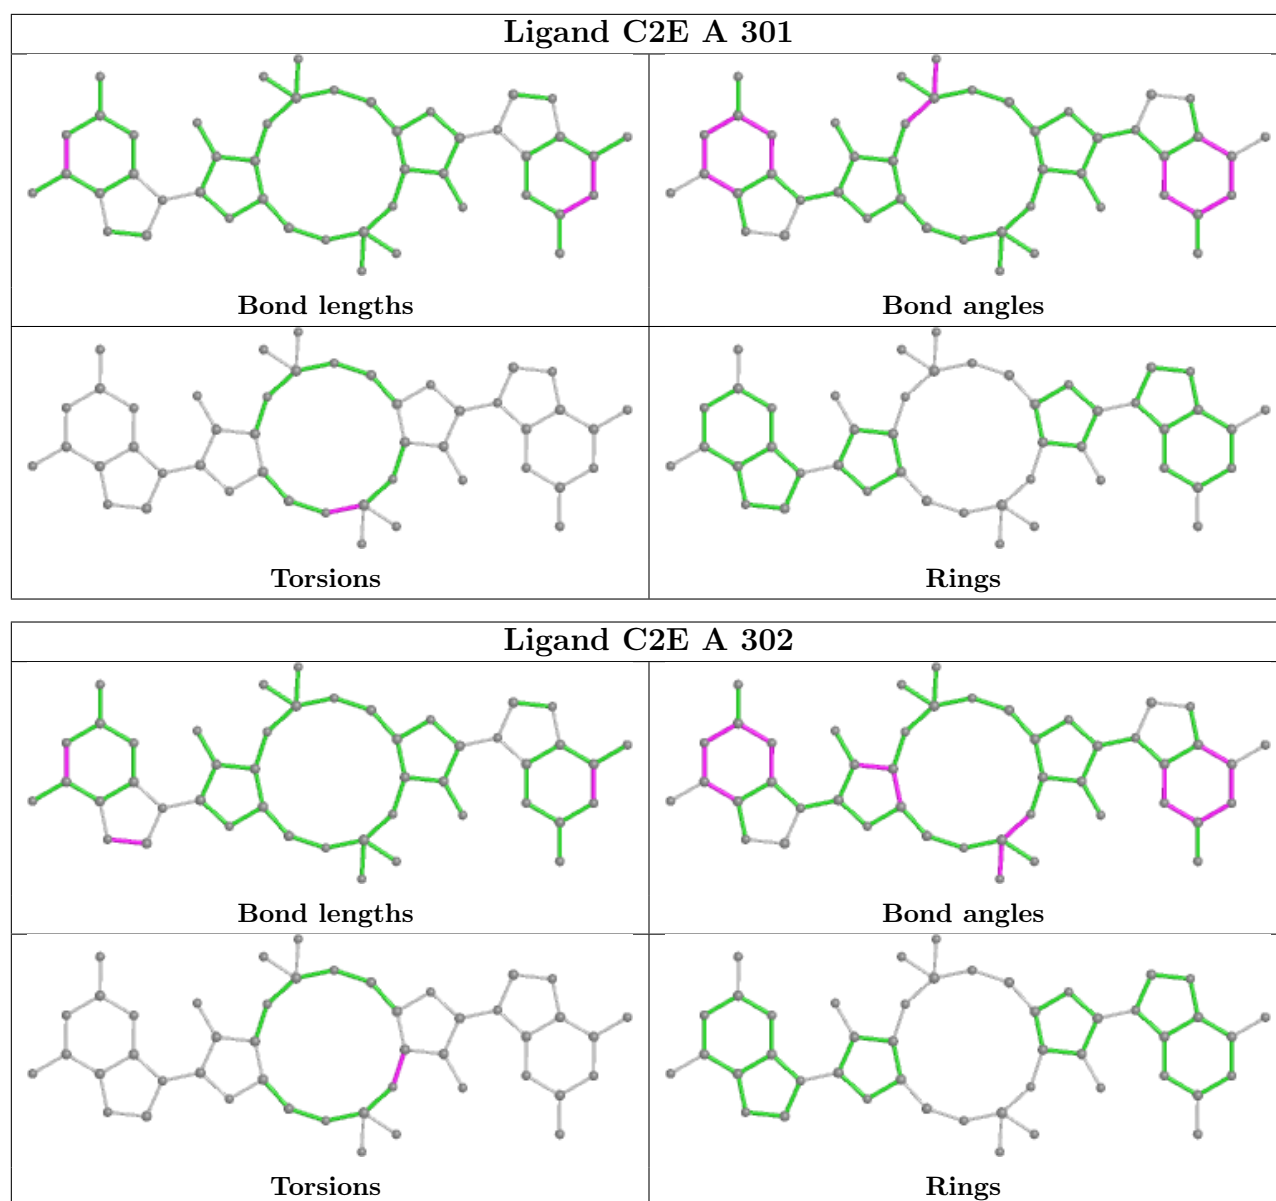 Ligand C2E A 301
Bond lengths
Bond angles
Torsions
Rings
Ligand C2E A 302
Bond lengths
Bond angles
Torsions
Rings